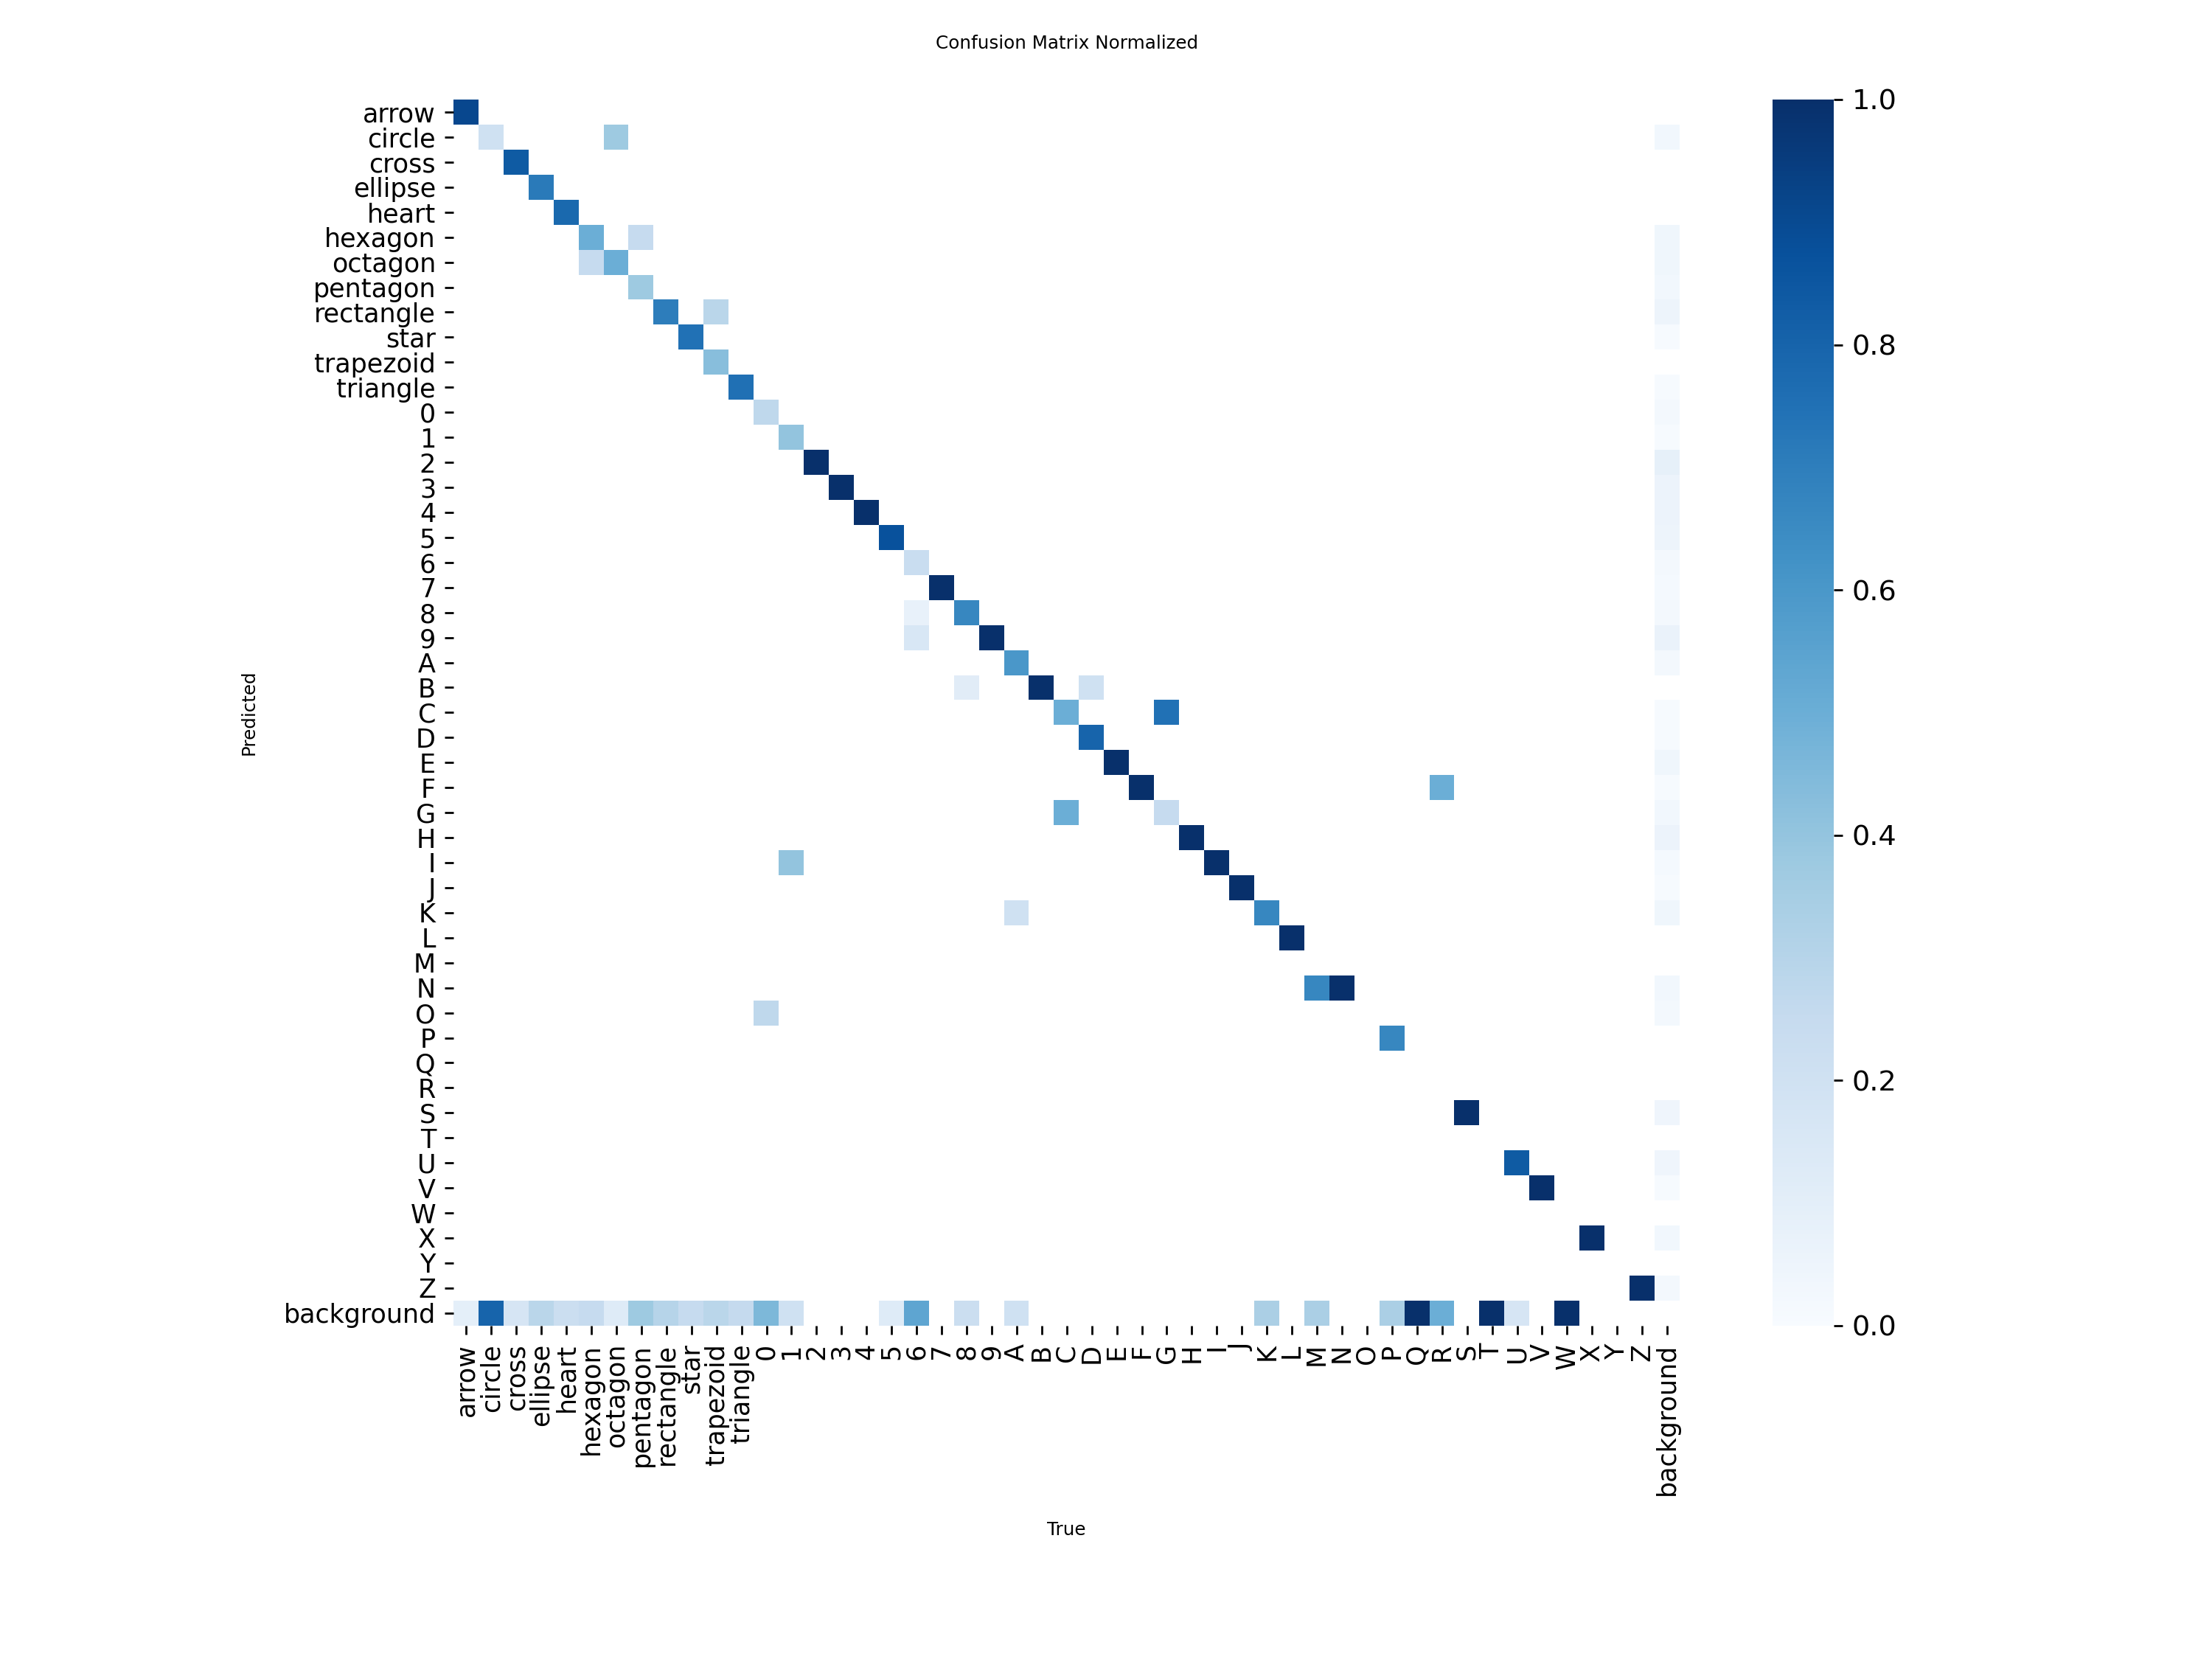 Confusion Matrix Normalized
Predicted
arrow
circle
cross
ellipse
heart
hexagon
octagon
pentagon
rectangle
star
trapezoid
triangle
0
1
2
3
4
5
6
7
8
9
A
B
C
D
E
F
G
H
I
J
K
L
M
N
O
P
Q
R
S
T
U
V
W
X
Y
Z
background
arrow
circle
cross
ellipse
heart
hexagon
octagon
pentagon
rectangle
star
trapezoid
triangle
0
1
2
3
4
5
6
7
8
9
A
B
C
D
E
F
G
H
I
J
K
L
M
N
O
P
Q
R
S
T
U
V
W
X
Y
Z
background
True
1.0
0.8
0.6
0.4
0.2
0.0